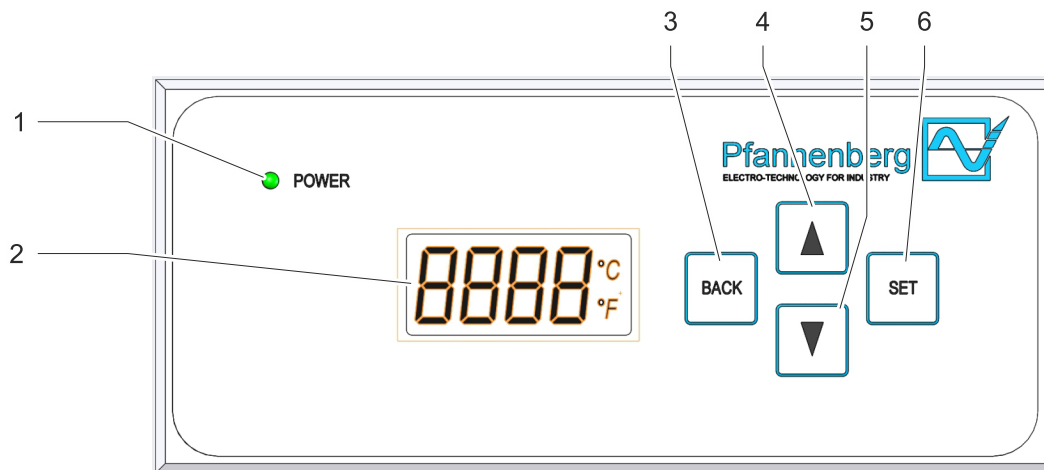 3 4 5 6
1
Pfannenberg
ELECTRO-TECHNOLOGY FOR INDUSTRY
POWER
2
8888 °C
°F
BACK
SET